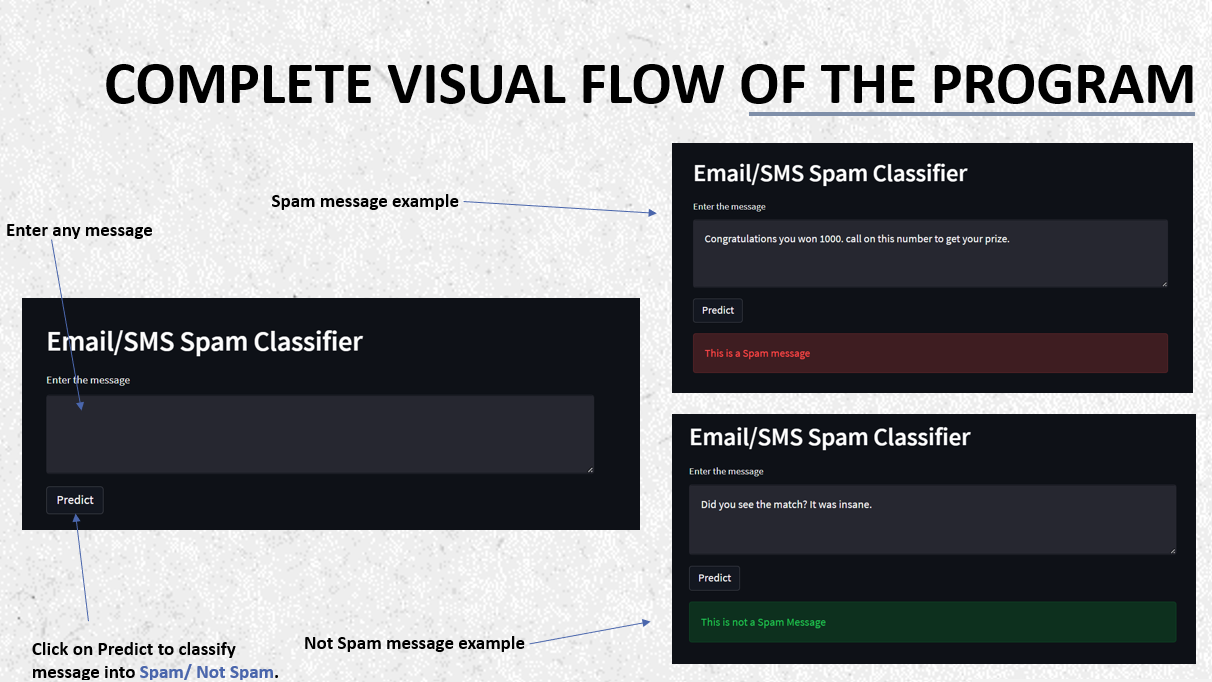 COMPLETE VISUAL FLOW OF THE PROGRAM
Enter any message
Email/SMS Spam Classifier
Enter the message
Predict
Click on Predict to classify
message into Spam/ Not Spam.
Spam message example
Email/SMS Spam Classifier
Enter the message
Congratulations you won 1000. call on this number to get your prize.
Predict
This is a Spam message
Not Spam message example
Email/SMS Spam Classifier
Enter the message
Did you see the match? It was insane.
Predict
This is not a Spam Message